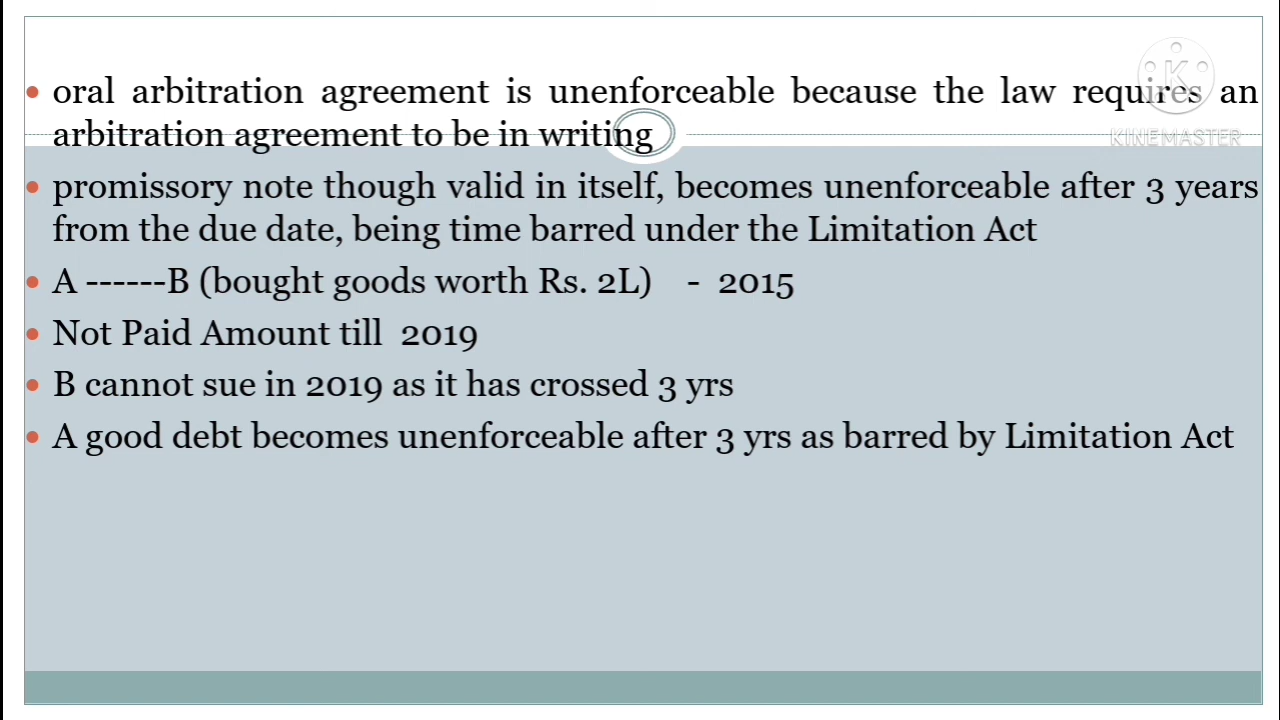 • oral arbitration agreement is unenforceable because the law requires an
arbitration agreement to be in writing
K
KINEMASTER
• promissory note though valid in itself, becomes unenforceable after 3 years
from the due date, being time barred under the Limitation Act
• A ------B (bought goods worth Rs. 2L) - 2015
• Not Paid Amount till 2019
• B cannot sue in 2019 as it has crossed 3 yrs
• A good debt becomes unenforceable after 3 yrs as barred by Limitation Act